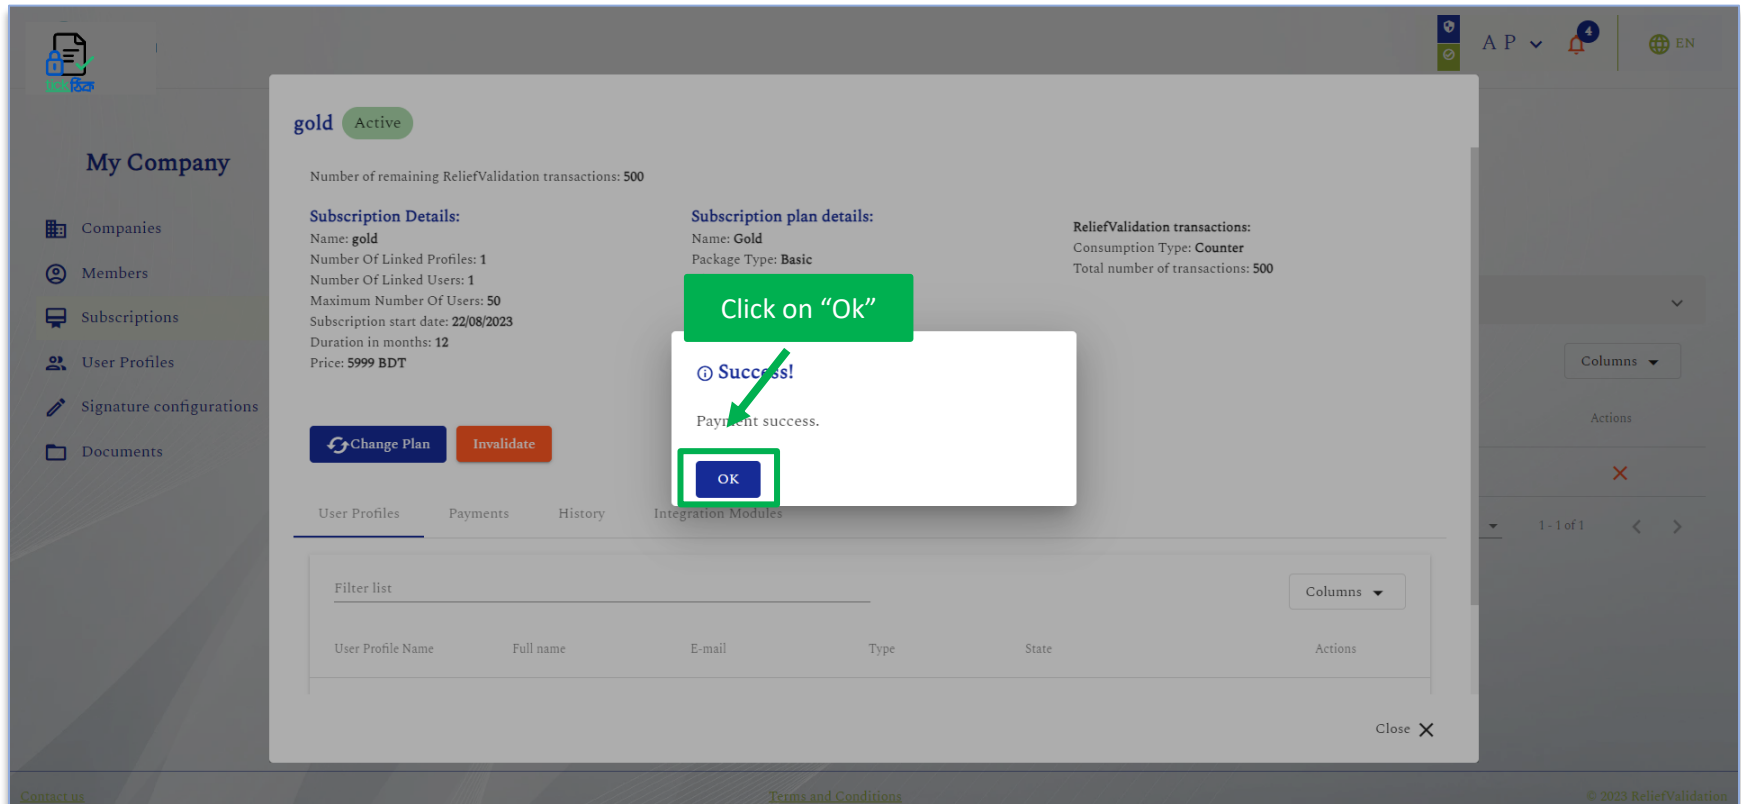 ঠিক
A P
4
EN
gold Active
My Company
Number of remaining ReliefValidation transactions: 500
Companies
Members
Subscriptions
User Profiles
Signature configurations
Documents
Subscription Details:
Name: gold
Number Of Linked Profiles: 1
Number Of Linked Users: 1
Maximum Number Of Users: 50
Subscription start date: 22/08/2023
Duration in months: 12
Price: 5999 BDT
Subscription plan details:
Name: Gold
Package Type: Basic
ReliefValidation transactions:
Consumption Type: Counter
Total number of transactions: 500
Click on “Ok”
Success!
Payment success.
OK
Change Plan
Invalidate
Columns
Actions
1 - 1 of 1
User Profiles Payments History Integration Modules
Filter list
Columns
User Profile Name Full name E-mail Type State Actions
Close
Contact us
Terms and Conditions
© 2023 ReliefValidation